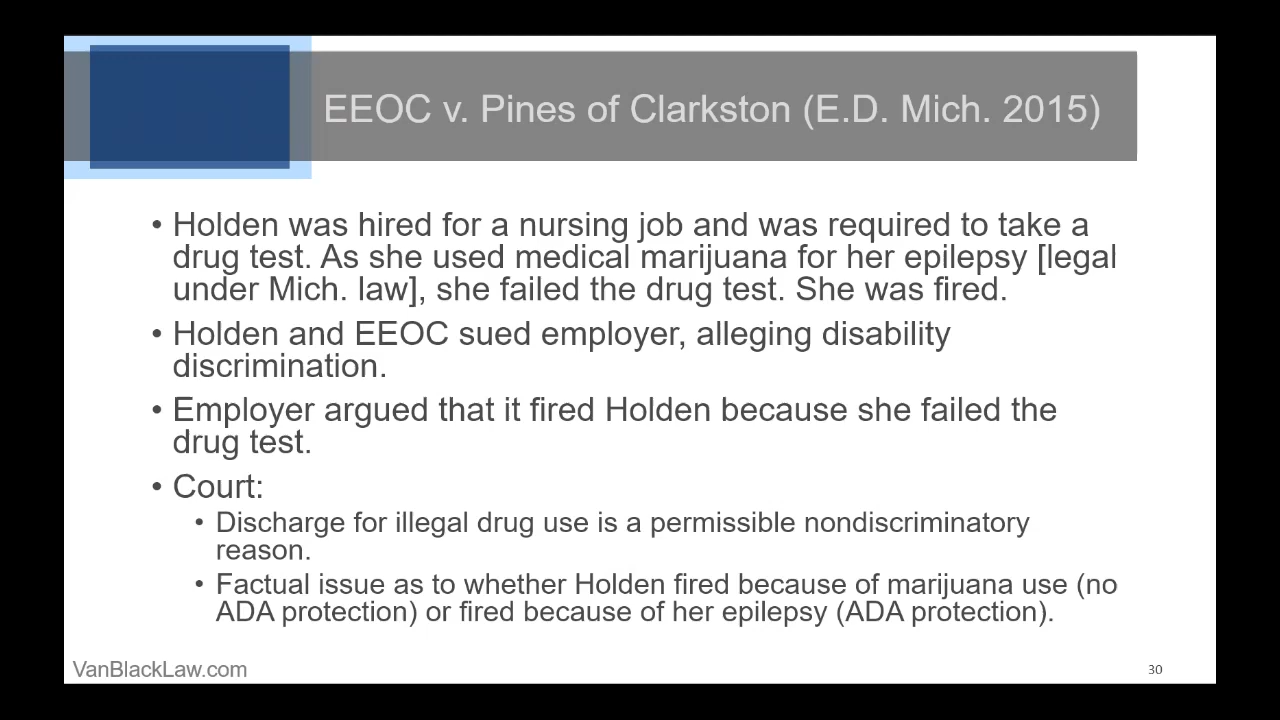 EEOC v. Pines of Clarkston (E.D. Mich. 2015)
• Holden was hired for a nursing job and was required to take a
drug test. As she used medical marijuana for her epilepsy [legal
under Mich. law], she failed the drug test. She was fired.
• Holden and EEOC sued employer, alleging disability
discrimination.
• Employer argued that it fired Holden because she failed the
drug test.
• Court:
• Discharge for illegal drug use is a permissible nondiscriminatory
reason.
• Factual issue as to whether Holden fired because of marijuana use (no
ADA protection) or fired because of her epilepsy (ADA protection).
VanBlackLaw.com
30